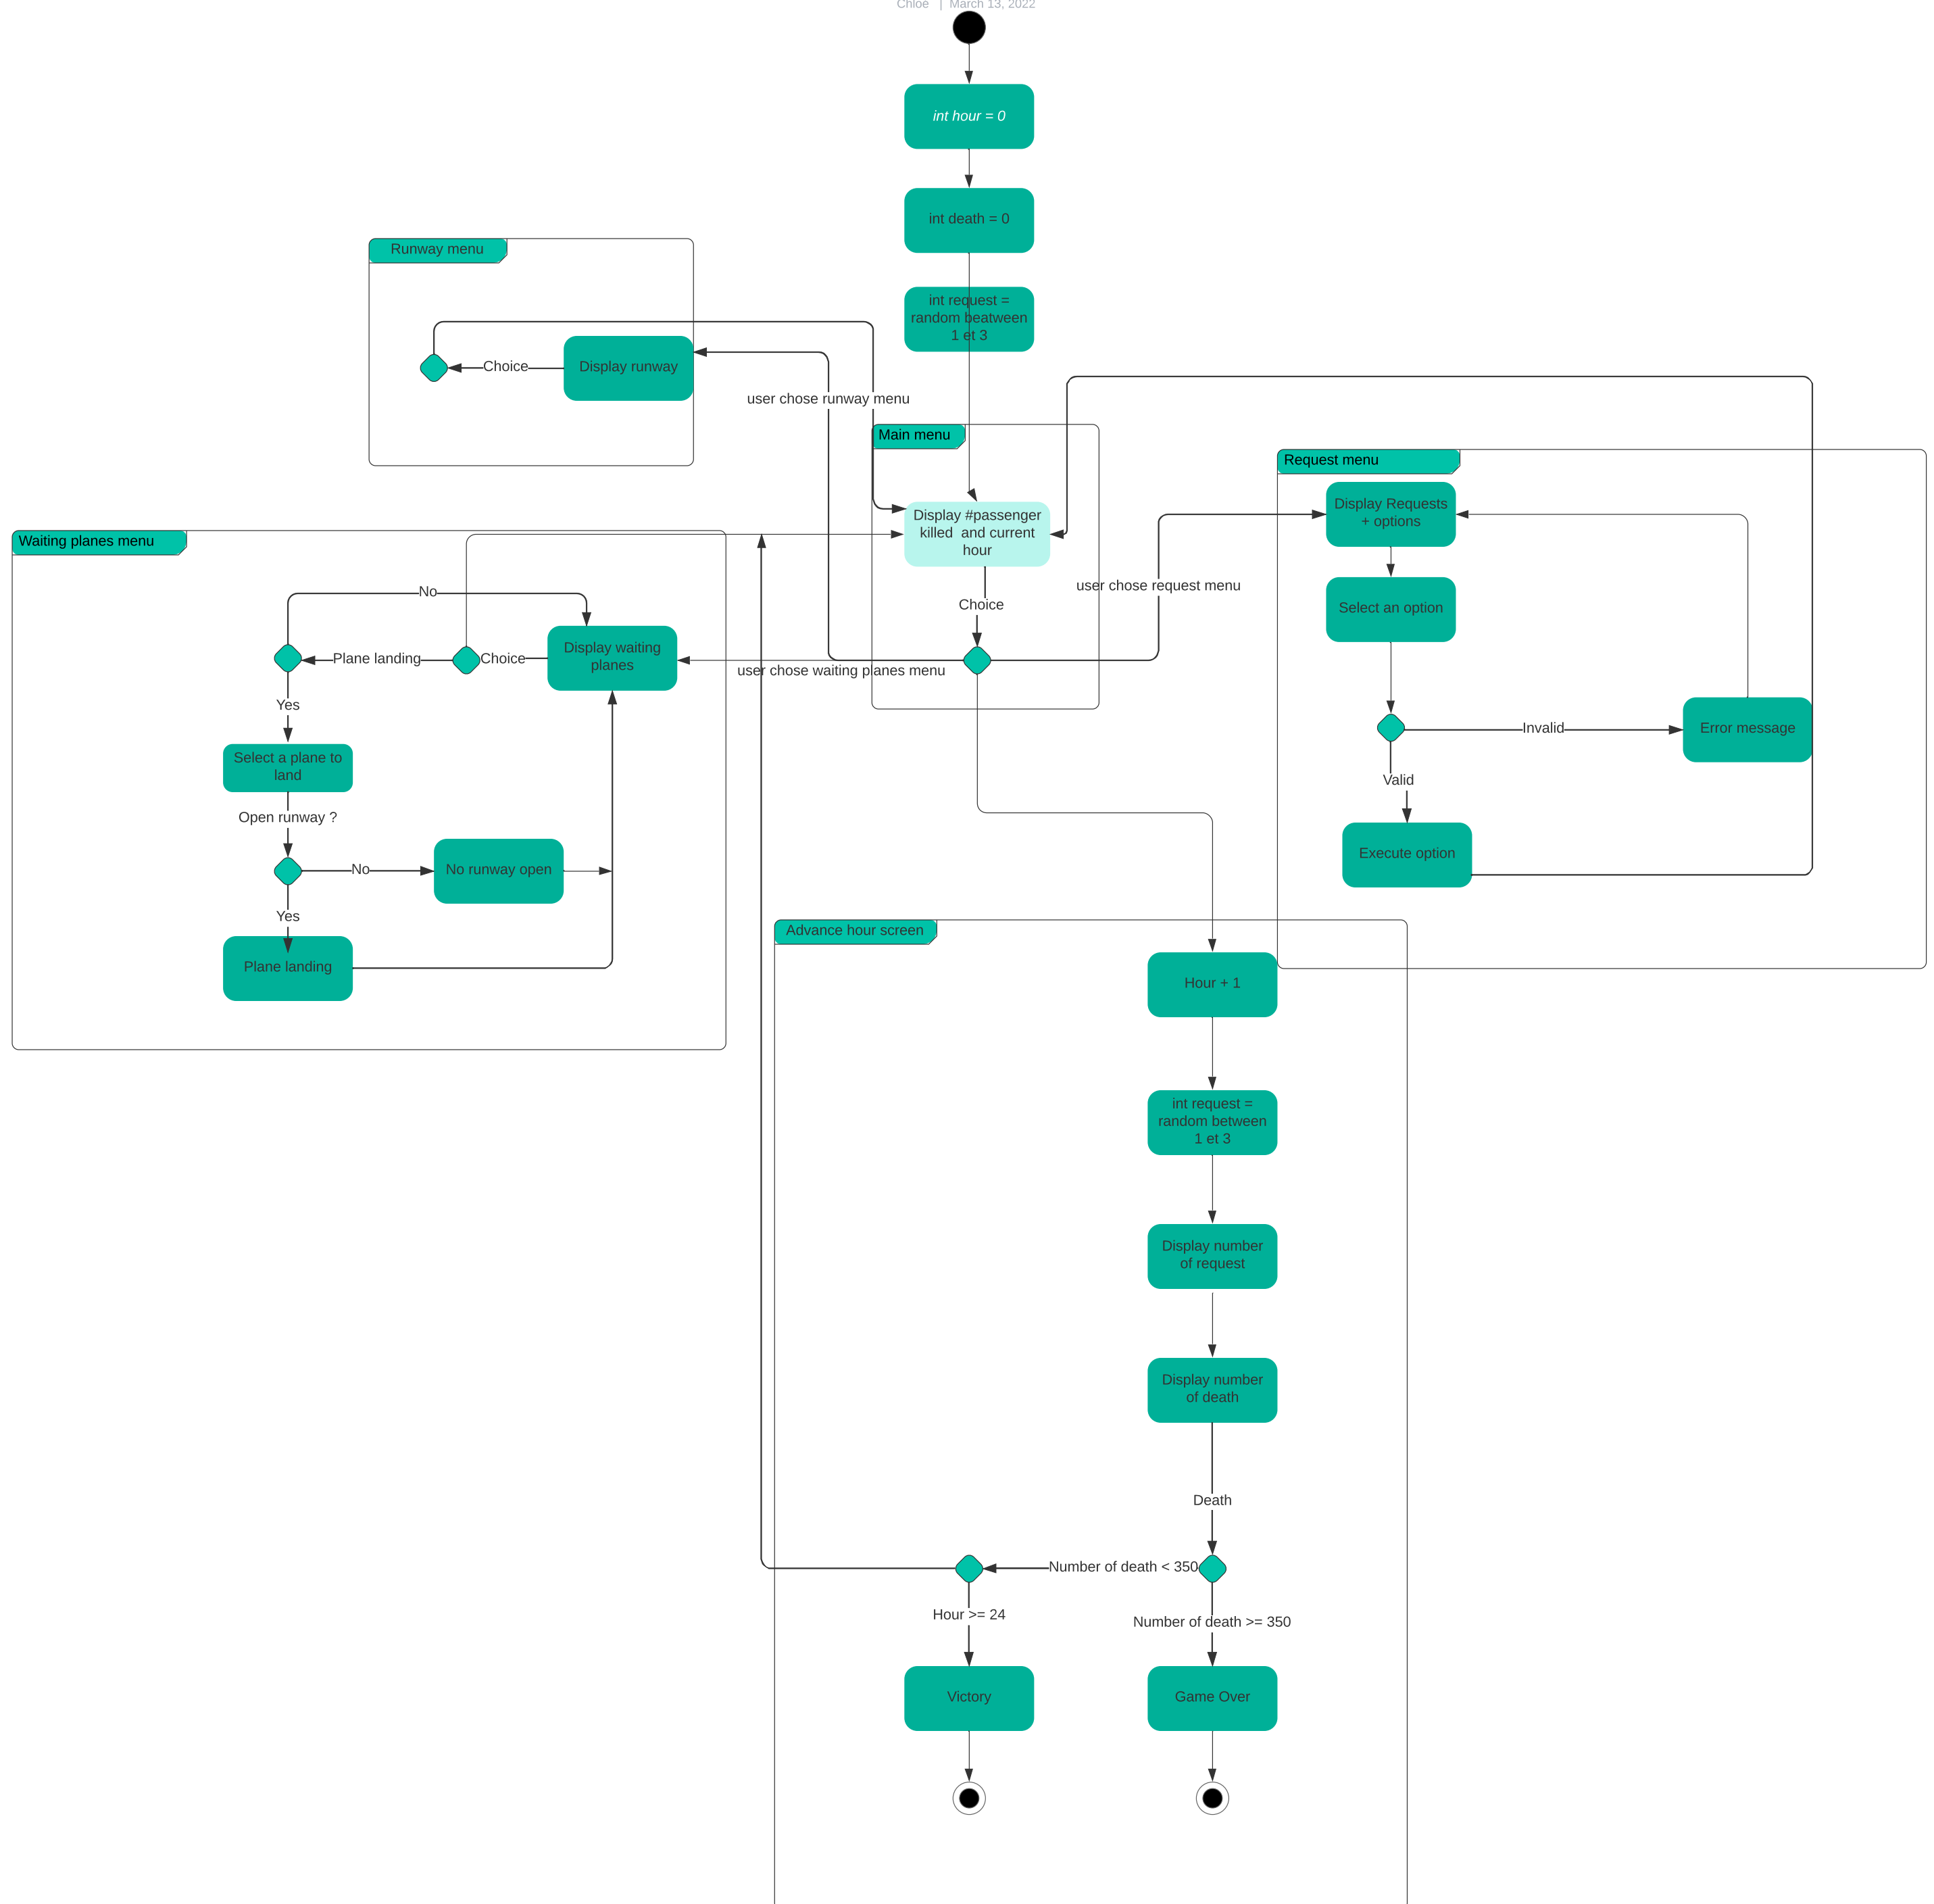 Chloe | March 13, 2022
int hour = 0
int death = 0
Runway menu
int request =
random beatween
1 et 3
Choice
Display runway
user chose runway menu
Main menu
Request menu
Display Requests
+ options
Display #passenger
killed and current
hour
Waiting planes menu
user chose request menu
No
Choice
Select an option
Display waiting
planes
Plane landing
Choice
user chose waiting planes menu
Yes
Invalid
Error message
Select a plane to
land
Valid
Open runway ?
Execute option
No
No runway open
Yes
Advance hour screen
Plane landing
Hour + 1
int request =
random between
1 et 3
Display number
of request
Display number
of death
Death
Number of death < 350
Hour >= 24
Number of death >= 350
Victory
Game Over